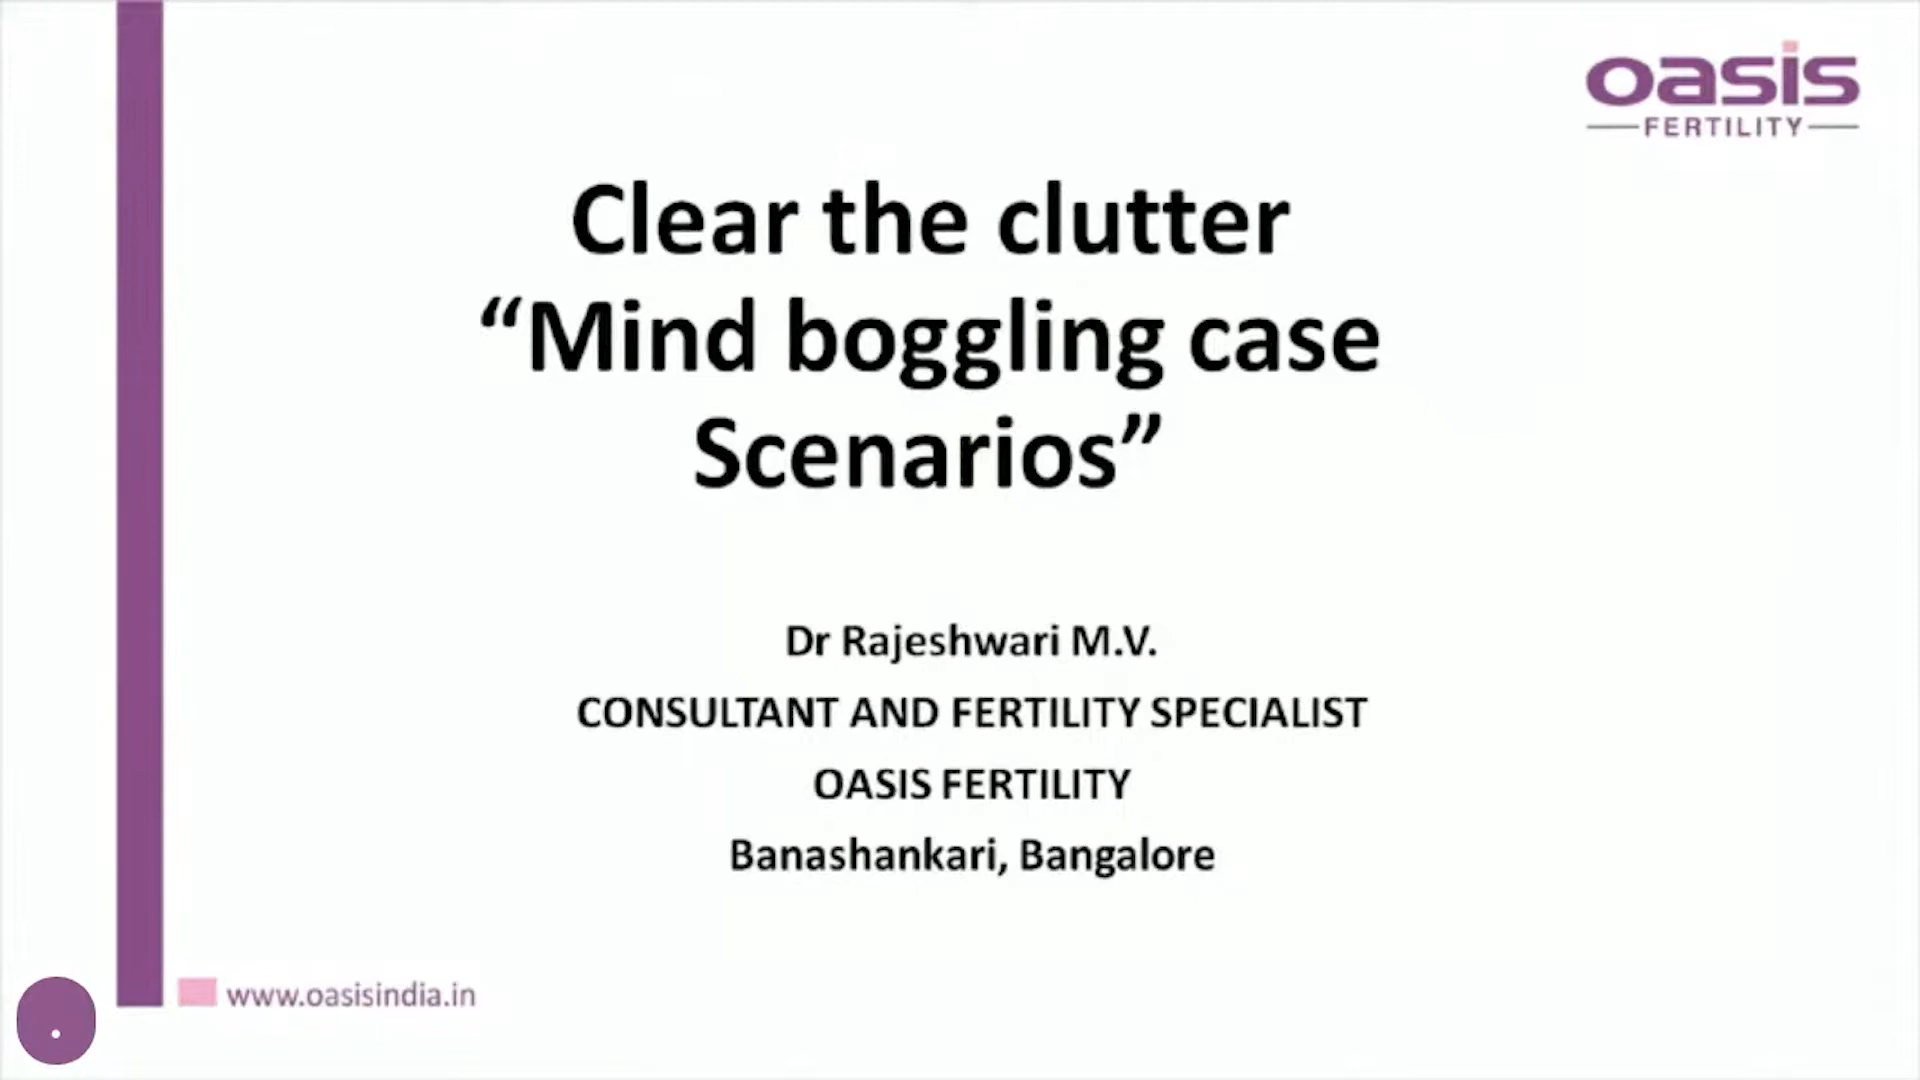 oasis
FERTILITY
Clear the clutter
“Mind boggling case
Scenarios”
Dr Rajeshwari M.V.
CONSULTANT AND FERTILITY SPECIALIST
OASIS FERTILITY
Banashankari, Bangalore
www.oasisindia.in